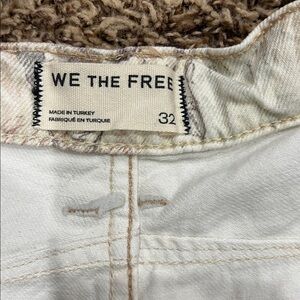 WE THE FREE
MADE IN TURKEY
FABRIQUÉ EN TURQUIE
32